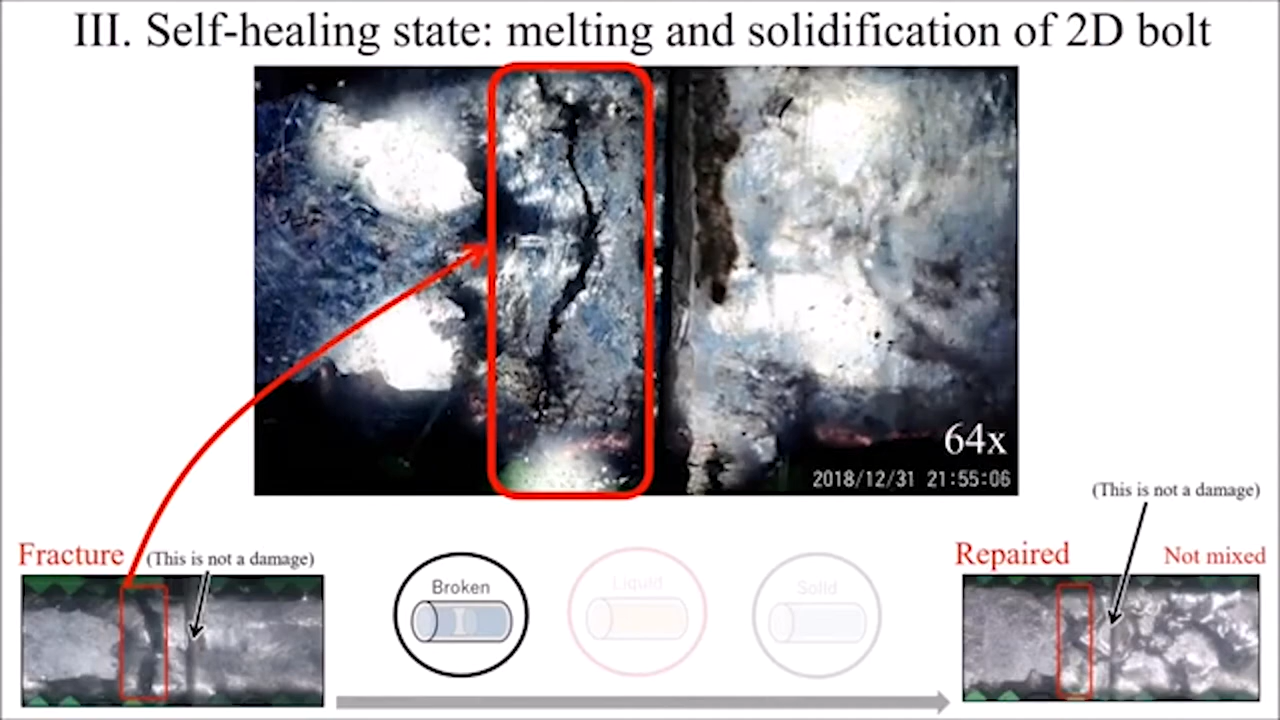 III. Self-healing state: melting and solidification of 2D bolt
64x
2018/12/31 21:55:06
(This is not a damage)
Fracture
(This is not a damage)
Broken
Liquid
Solid
Repaired
Not mixed